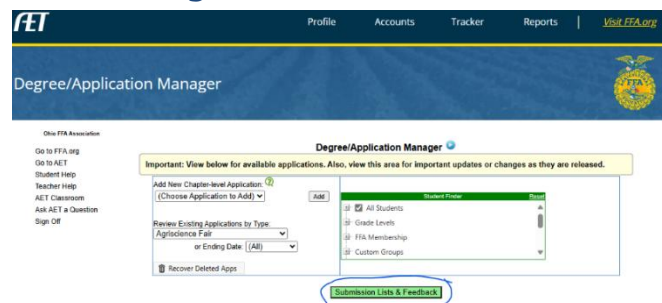 AET
Profile Accounts Tracker Reports | Visit FFA.org
Degree/Application Manager
FFA
Ohio FFA Association
Go to FFA.org
Go to AET
Student Help
Teacher Help
AET Classroom
Ask AET a Question
Sign Off
Degree/Application Manager
Important: View below for available applications. Also, view this area for important updates or changes as they are released.
Add New Chapter-level Application:
(Choose Application to Add) Add
Review Existing Applications by Type:
Agriscience Fair
or Ending Date: (All)
Recover Deleted Apps
Student Finder Reset
All Students
Grade Levels
FFA Membership
Custom Groups
Submission Lists & Feedback